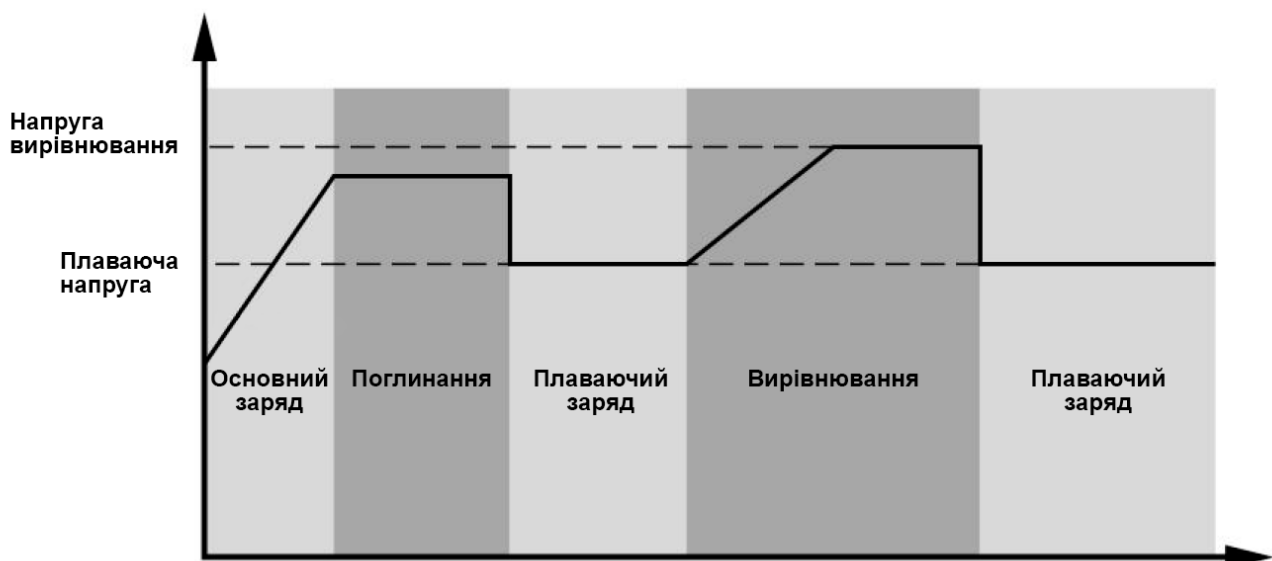 Напруга
вирівнювання
Плаваюча
напруга
Основний
заряд
Поглинання
Плаваючий
заряд
Вирівнювання
Плаваючий
заряд